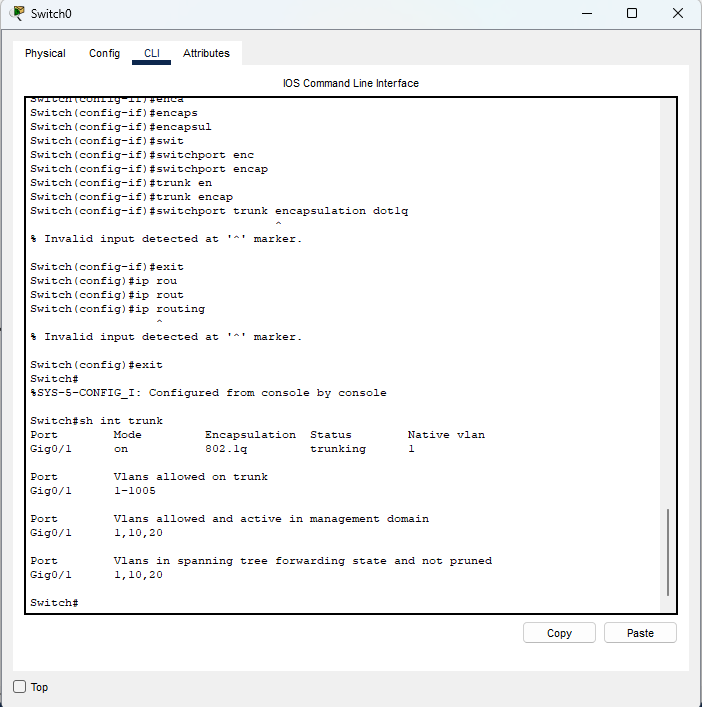 Switch0
Physical Config CLI Attributes
IOS Command Line Interface
Switch(config-if)#enca
Switch(config-if)#encaps
Switch(config-if)#encapsul
Switch(config-if)#swit
Switch(config-if)#switchport enc
Switch(config-if)#switchport encap
Switch(config-if)#trunk en
Switch(config-if)#trunk encap
Switch(config-if)#switchport trunk encapsulation dot1q
^
% Invalid input detected at '^' marker.
Switch(config-if)#exit
Switch(config)#ip rou
Switch(config)#ip rout
Switch(config)#ip routing
^
% Invalid input detected at '^' marker.
Switch(config)#exit
Switch#
%SYS-5-CONFIG_I: Configured from console by console
Switch#sh int trunk
Port Mode Encapsulation Status Native vlan
Gig0/1 on 802.1q trunking 1
Port Vlans allowed on trunk
Gig0/1 1-1005
Port Vlans allowed and active in management domain
Gig0/1 1,10,20
Port Vlans in spanning tree forwarding state and not pruned
Gig0/1 1,10,20
Switch#
Copy Paste
Top